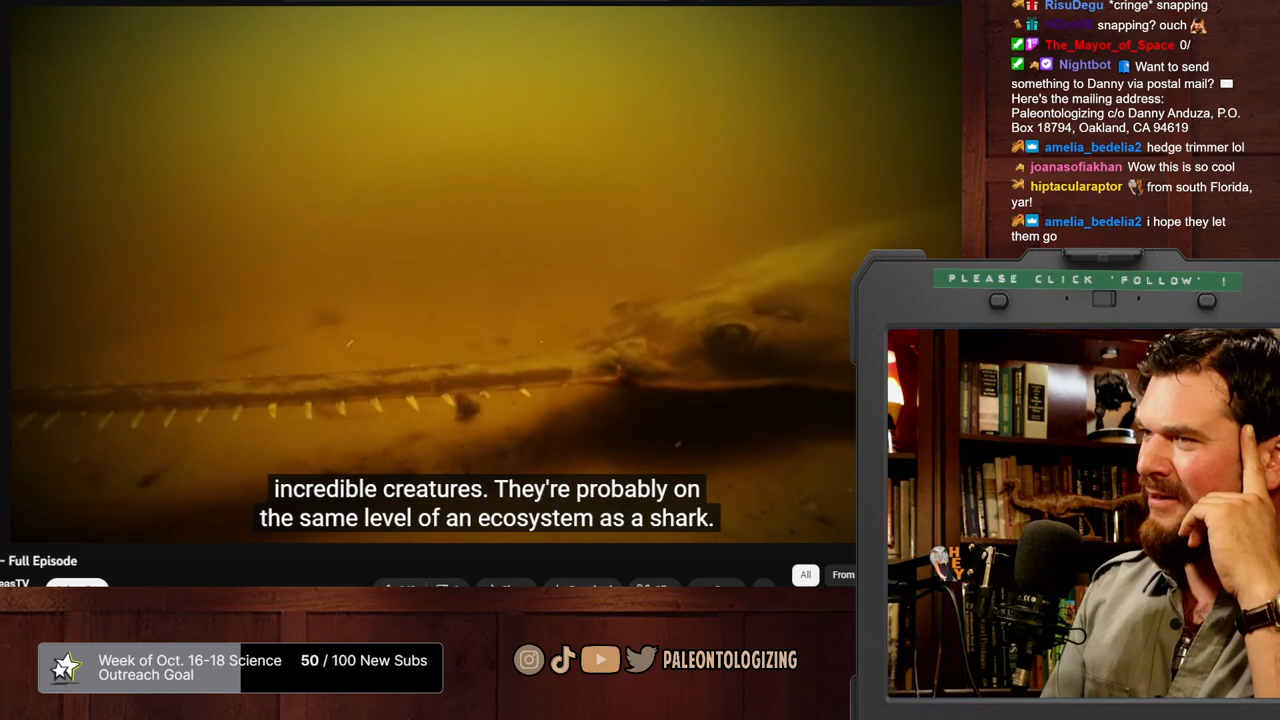 RisuDegu *cringe* snapping
snapping? ouch
The_Mayor_of_Space 0/
Nightbot Want to send
something to Danny via postal mail?
Here's the mailing address:
Paleontologizing c/o Danny Anduza, P.O.
Box 18794, Oakland, CA 94619
amelia_bedelia2 hedge trimmer lol
joanasofiakhan Wow this is so cool
hiptacularaptor from south Florida,
yar!
amelia_bedelia2 i hope they let
them go
PLEASE CLICK 'FOLLOW' !
incredible creatures. They're probably on
the same level of an ecosystem as a shark.
- Full Episode
easTV
All From
HEY
Week of Oct. 16-18 Science 50 / 100 New Subs
Outreach Goal
PALEONTOLOGIZING